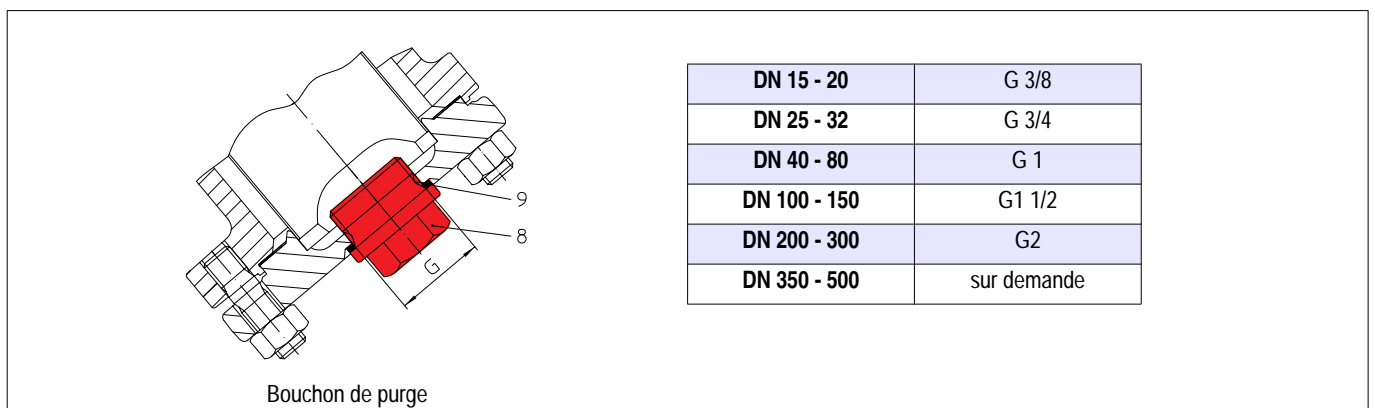 9
8
G
Bouchon de purge
DN 15 - 20 G 3/8
DN 25 - 32 G 3/4
DN 40 - 80 G 1
DN 100 - 150 G1 1/2
DN 200 - 300 G2
DN 350 - 500 sur demande